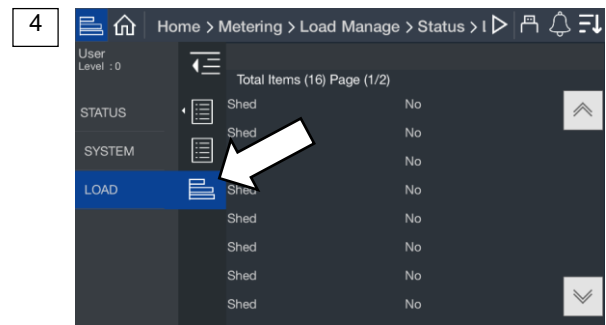 4
Home > Metering > Load Manage > Status > l
User
Level : 0
Total Items (16) Page (1/2)
STATUS
Shed No
Shed No
SYSTEM
No
LOAD
Shed No
Shed No
Shed No
Shed No
Shed No